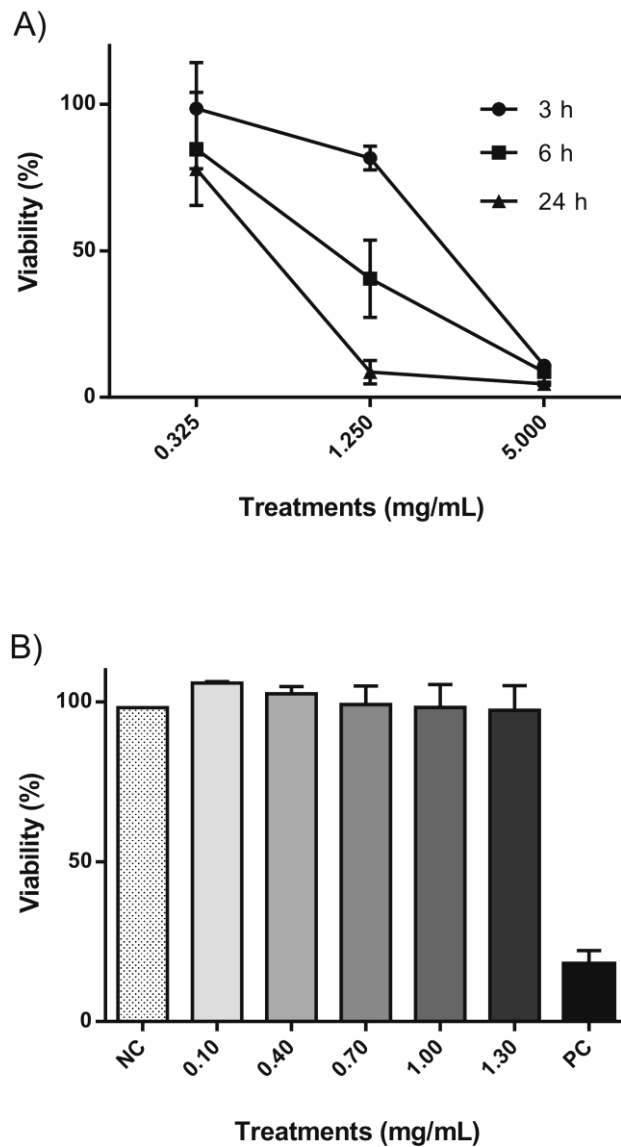 A)
100
50
0
Viability (%)
3 h
6 h
24 h
0.325
1.250
5.000
Treatments (mg/mL)
B)
100
50
0
Viability (%)
NC
0.10
0.40
0.70
1.00
1.30
PC
Treatments (mg/mL)